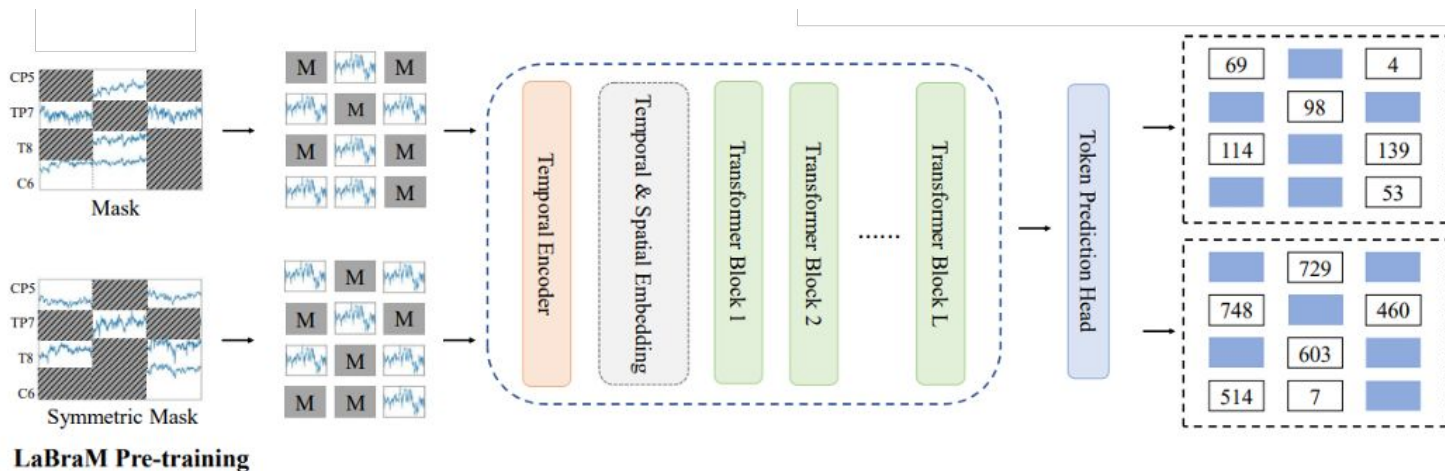 CP5
TP7
T8
C6
Mask
M M
M
M M
M
Temporal Encoder
Temporal & Spatial Embedding
Transformer Block 1
Transformer Block 2
......
Transformer Block L
Token Prediction Head
69 4
98
114 139
53
CP5
TP7
T8
C6
Symmetric Mask
M
M M
M
M M
729
748 460
603
514 7
LaBraM Pre-training